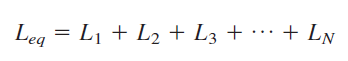 L_eq = L_1 + L_2 + L_3 + ··· + L_N